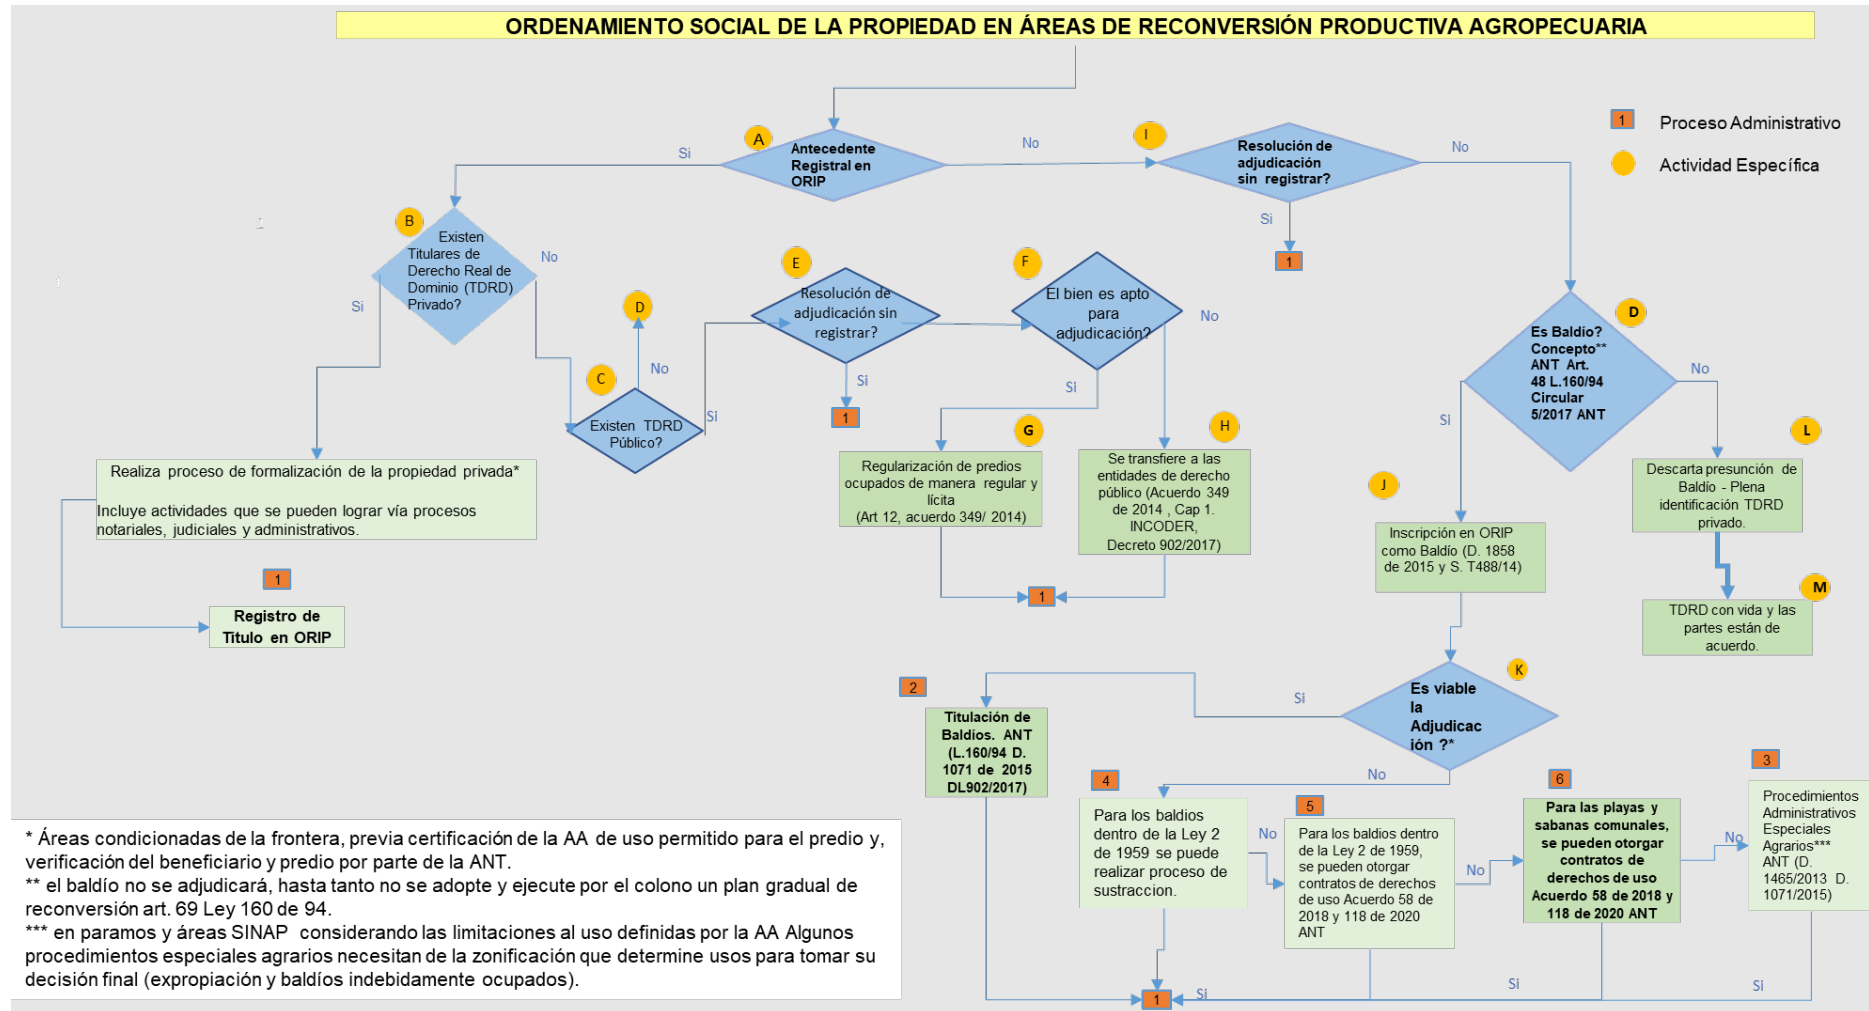 ORDENAMIENTO SOCIAL DE LA PROPIEDAD EN ÁREAS DE RECONVERSIÓN PRODUCTIVA AGROPECUARIA
1
Proceso Administrativo
Actividad Específica
A
Antecedente
Registral en
ORIP
Si
No
I
Resolución de
adjudicación
sin registrar?
No
Si
1
B
Existen
Titulares de
Derecho Real de
Dominio (TDRD)
Privado?
No
Si
D
No
C
Existen TDRD
Público?
Si
E
Resolución de
adjudicación sin
registrar?
Si
1
F
El bien es apto
para
adjudicación?
No
Si
G
Regularización de predios
ocupados de manera regular y
lícita
(Art 12, acuerdo 349/ 2014)
H
Se transfiere a las
entidades de derecho
público (Acuerdo 349
de 2014 , Cap 1.
INCODER,
Decreto 902/2017)
1
D
Es Baldío?
Concepto**
ANT Art.
48 L.160/94
Circular
5/2017 ANT
No
SI
L
Descarta presunción de
Baldío - Plena
identificación TDRD
privado.
M
TDRD con vida y las
partes están de
acuerdo.
J
Inscripción en ORIP
como Baldío (D. 1858
de 2015 y S. T488/14)
Realiza proceso de formalización de la propiedad privada*
Incluye actividades que se pueden lograr vía procesos
notariales, judiciales y administrativos.
1
Registro de
Titulo en ORIP
K
Es viable
la
Adjudicac
ión ?*
Si
No
2
Titulación de
Baldíos. ANT
(L.160/94 D.
1071 de 2015
DL902/2017)
4
Para los baldios
dentro de la Ley 2
de 1959 se puede
realizar proceso de
sustraccion.
No
5
Para los baldios dentro
de la Ley 2 de 1959,
se pueden otorgar
contratos de derechos
de uso Acuerdo 58 de
2018 y 118 de 2020
ANT
No
6
Para las playas y
sabanas comunales,
se pueden otorgar
contratos de
derechos de uso
Acuerdo 58 de 2018 y
118 de 2020 ANT
No
3
Procedimientos
Administrativos
Especiales
Agrarios***
ANT (D.
1465/2013 D.
1071/2015)
1
Si
Si
Si
* Áreas condicionadas de la frontera, previa certificación de la AA de uso permitido para el predio y,
verificación del beneficiario y predio por parte de la ANT.
** el baldío no se adjudicará, hasta tanto no se adopte y ejecute por el colono un plan gradual de
reconversión art. 69 Ley 160 de 94.
*** en paramos y áreas SINAP considerando las limitaciones al uso definidas por la AA Algunos
procedimientos especiales agrarios necesitan de la zonificación que determine usos para tomar su
decisión final (expropiación y baldíos indebidamente ocupados).